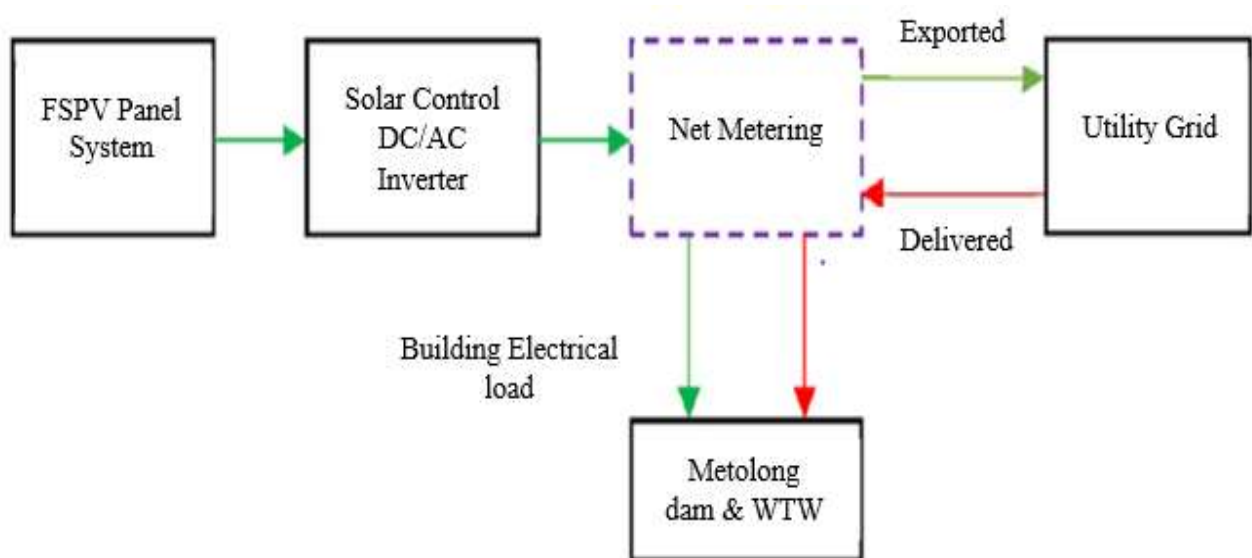 FSPV Panel
System
Solar Control
DC/AC
Inverter
Net Metering
Exported
Utility Grid
Delivered
Building Electrical
load
Metolong
dam & WTW